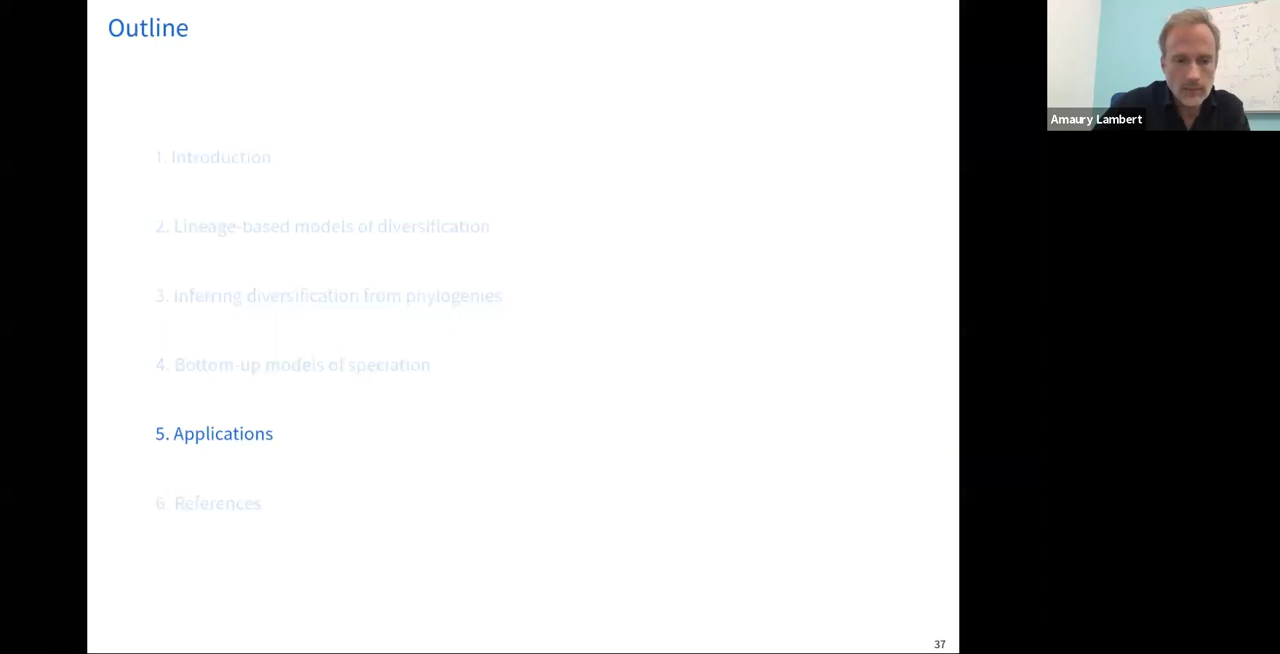 Outline
Amaury Lambert
1. Introduction
2. Lineage-based models of diversification
3. Inferring diversification from phylogenies
4. Bottom-up models of speciation
5. Applications
6. References
37